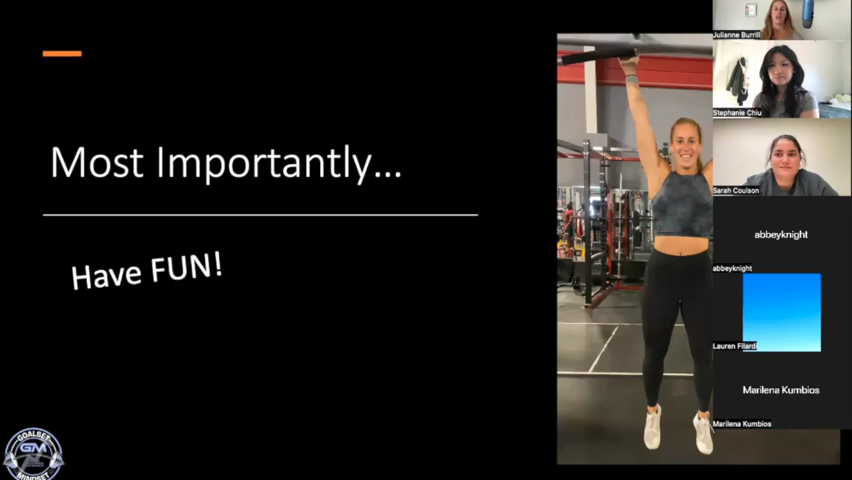 Most Importantly...
Have FUN!
GOALSET
GM
MINDSET
Julianne Burrill
Stephanie Chiu
Sarah Coulson
abbeyknight
abbeyknight
Lauren Filardi
Marilena Kumbios
Marilena Kumbios